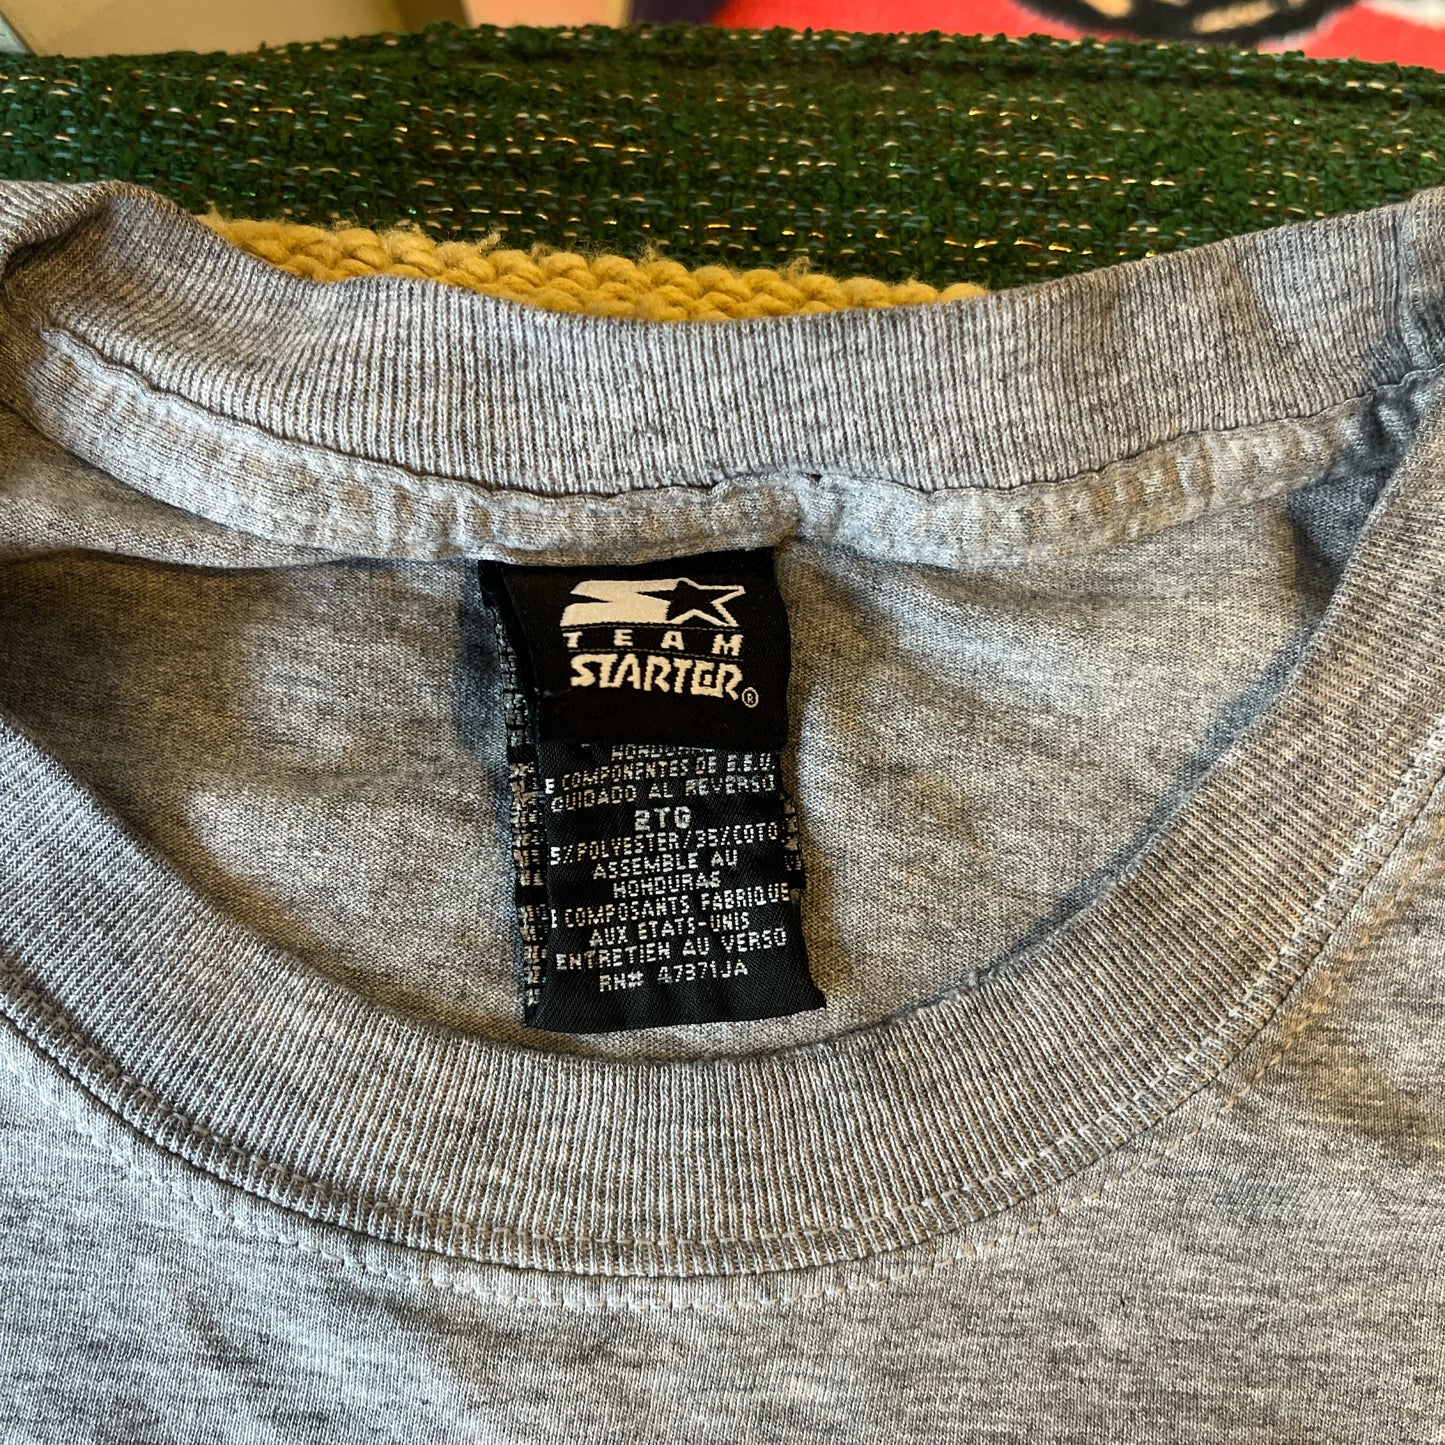 TEAM
STARTER®
COMPONENTES DE E.E.U.
CUIDADO AL REVERSO
2TG
POLYESTER/35/COTO
ASSEMBLE AU
HONDURAS
COMPOSANTS FABRIQUE
AUX ETATS-UNIS
ENTRETIEN AU VERSO
RN# 47371JA